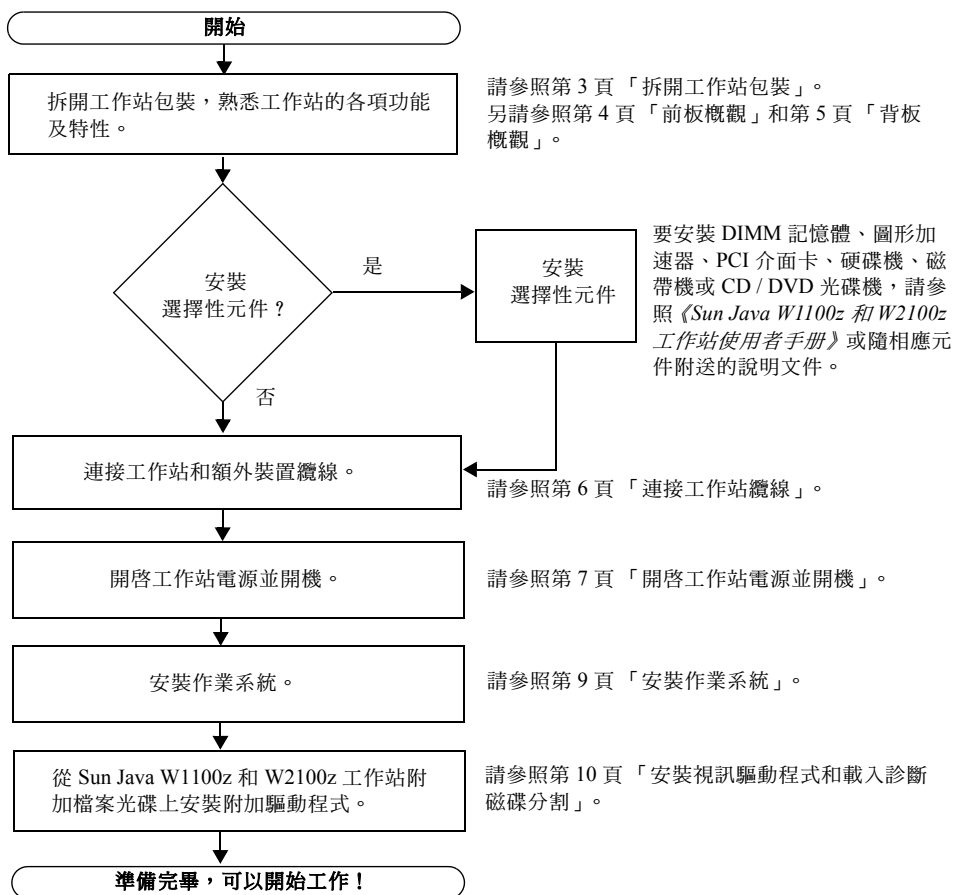 開始
拆開工作站包裝，熟悉工作站的各項功能
及特性。
請參照第 3 頁「拆開工作站包裝」。
另請參照第 4 頁「前板概觀」和第 5 頁「背板
概觀」。
安裝
選擇性元件？
是
安裝
選擇性元件
要安裝 DIMM 記憶體、圖形加
速器、PCI 介面卡、硬碟機、磁
帶機或 CD / DVD 光碟機，請參
照《Sun Java W1100z 和 W2100z
工作站使用者手冊》或隨相應元
件附送的說明文件。
否
連接工作站和額外裝置纜線。
請參照第 6 頁「連接工作站纜線」。
開啓工作站電源並開機。
請參照第 7 頁「開啓工作站電源並開機」。
安裝作業系統。
請參照第 9 頁「安裝作業系統」。
從 Sun Java W1100z 和 W2100z 工作站附
加檔案光碟上安裝附加驅動程式。
請參照第 10 頁「安裝視訊驅動程式和載入診斷
磁碟分割」。
準備完畢，可以開始工作！